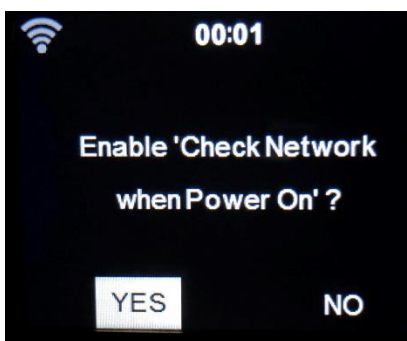 00:01
Enable 'Check Network
when Power On' ?
YES NO